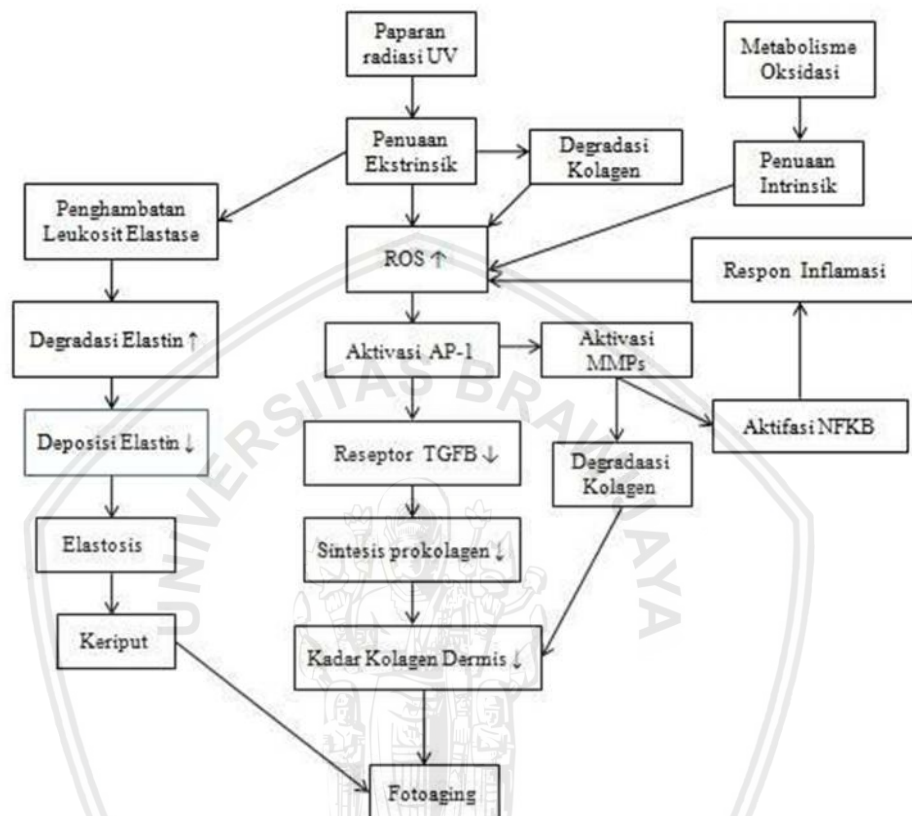 Paparan
radiasi UV
Metabolisme
Oksidasi
Penuaan
Ekstrinsik
Degradasi
Kolagen
Penuaan
Intrinsik
Penghambatan
Leukosit Elastase
ROS ↑
Respon Inflamasi
Degradasi Elastin ↑
Aktivasi AP-1
Aktivasi
MMPs
Deposisi Elastin ↓
Reseptor TGFB ↓
Degradaasi
Kolagen
Aktifasi NFKB
Elastosis
Sintesis prokolagen ↓
Keriput
Kadar Kolagen Dermis ↓
Fotoaging
UNIVERSITAS BRAWIJAYA